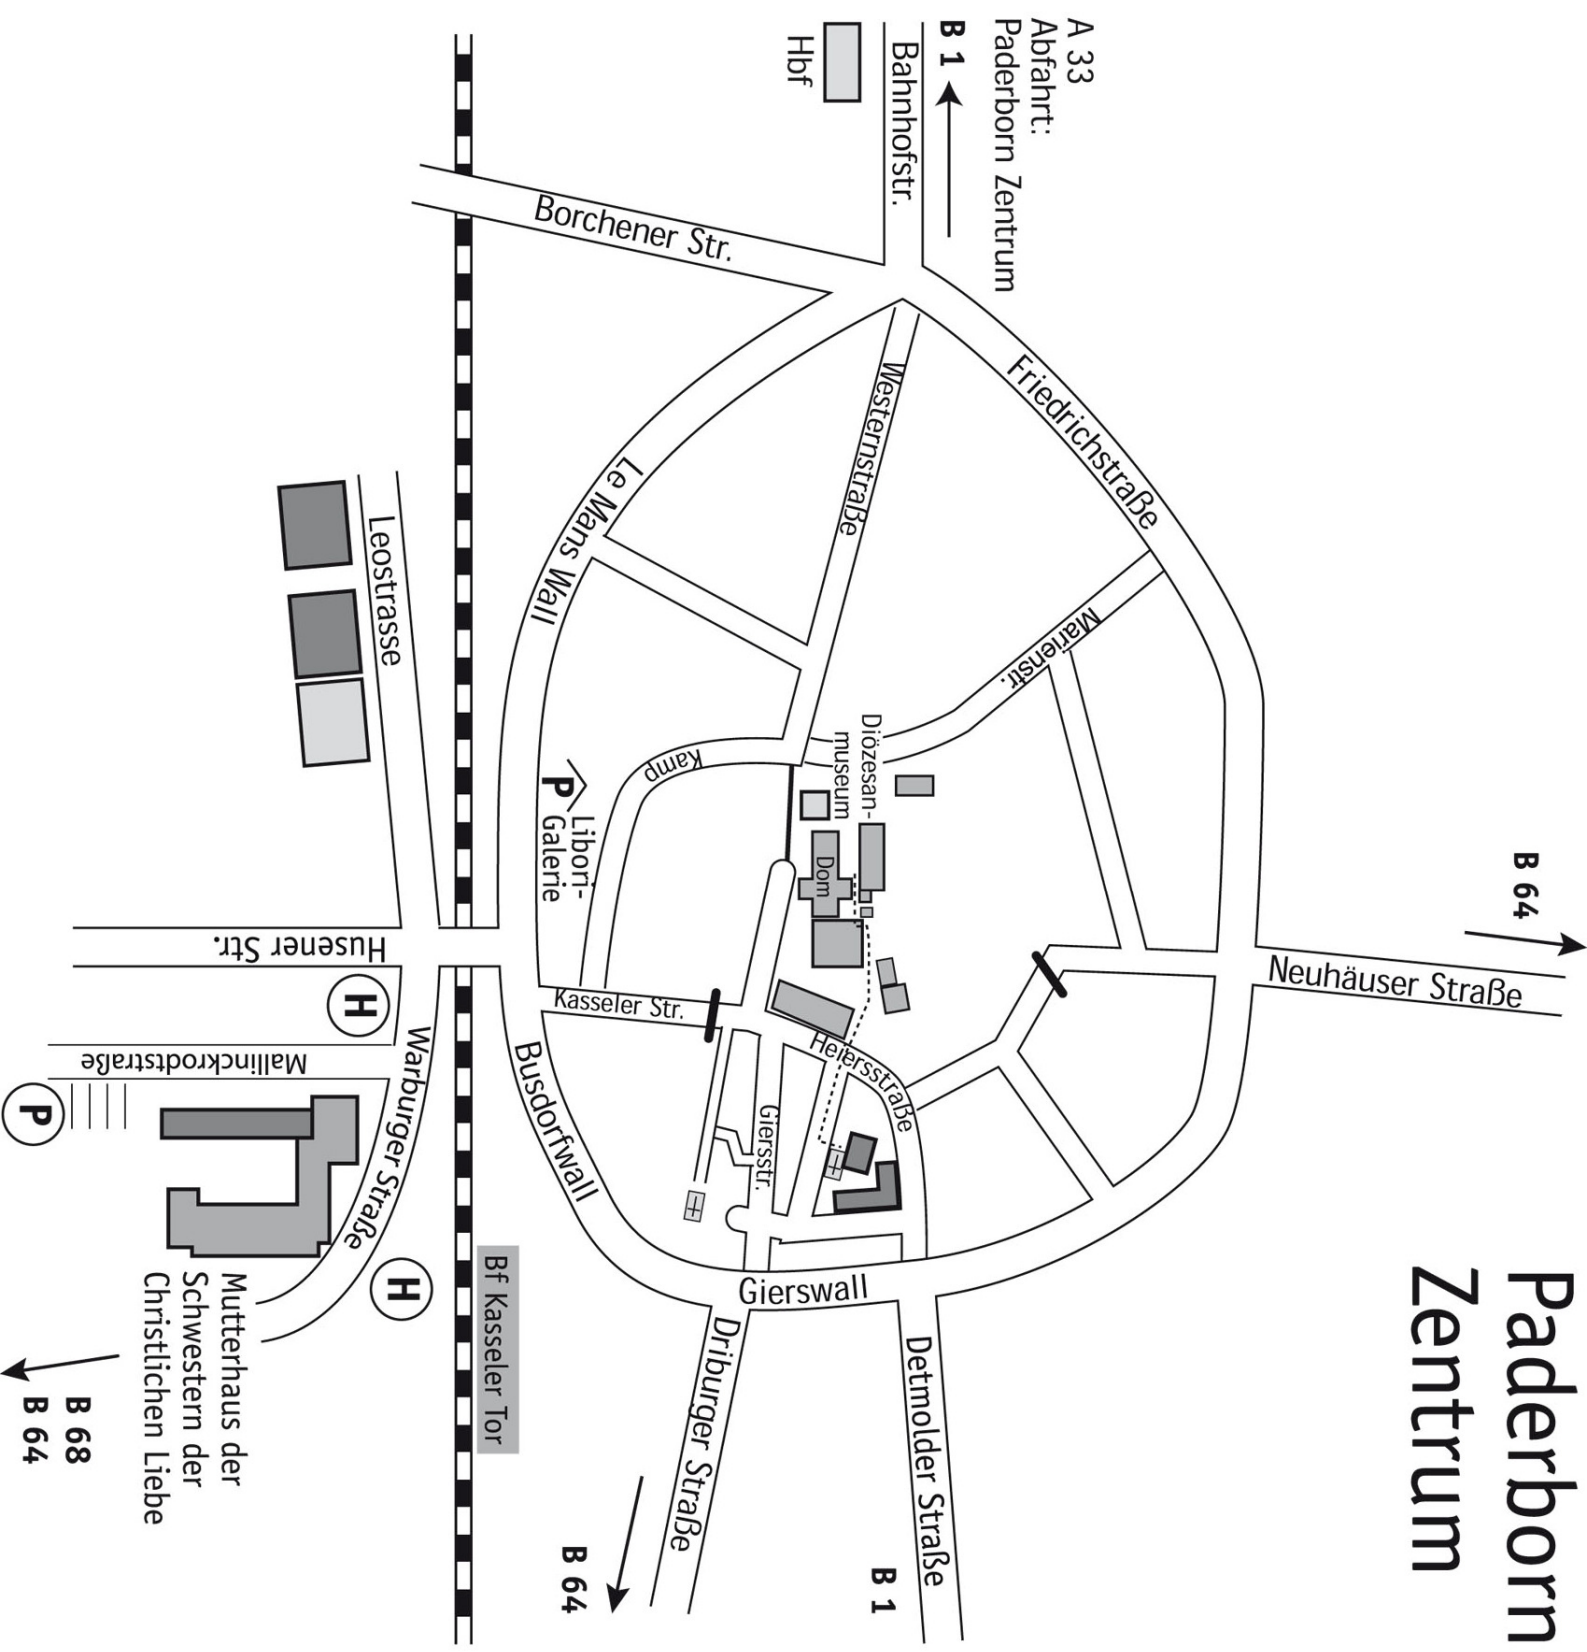 Paderborn
Zentrum
A 33
Abfahrt:
Paderborn Zentrum
B 1
Bahnhofstr.
Hbf
Borchener Str.
Friedrichstraße
Westernstraße
Le Mans Wall
Marienstr.
Leostrasse
Kamp
Diözesan-
museum
Dom
P
Libori-
Galerie
B 64
Neuhäuser Straße
Husener Str.
Kasseler Str.
H
Mallinckrodtstraße
P
Warburger Straße
Busdorfwall
Heiersstraße
Giersstr.
Gierswall
H
Bf Kasseler Tor
Mutterhaus der
Schwestern der
Christlichen Liebe
B 68
B 64
Driburger Straße
B 64
Detmolder Straße
B 1